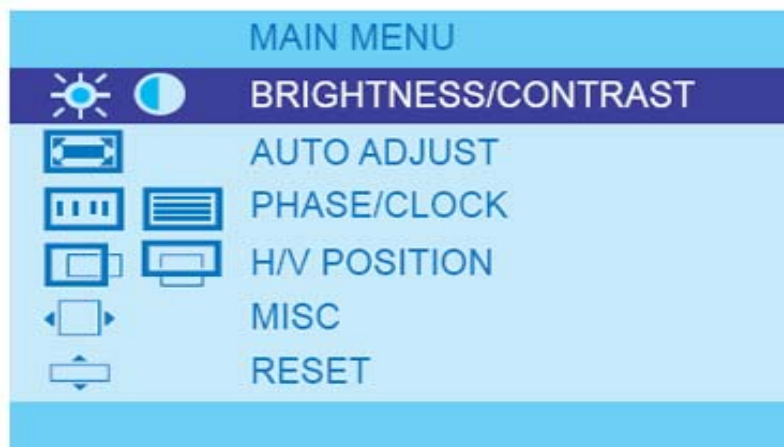 MAIN MENU
BRIGHTNESS/CONTRAST
AUTO ADJUST
PHASE/CLOCK
H/V POSITION
MISC
RESET